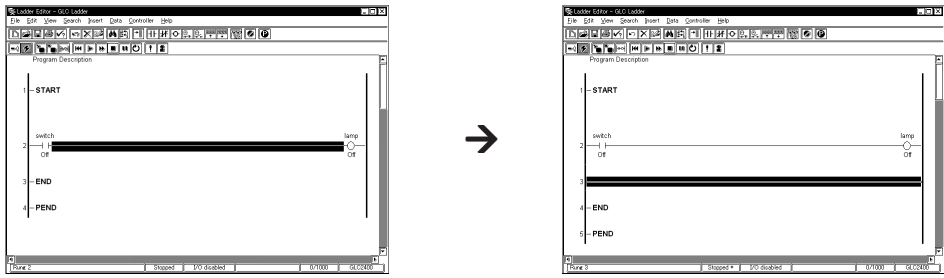 Ladder Editor - GLC Ladder
File Edit View Search Insert Data Controller Help
Program Description
1 START
switch lamp
2
Off Off
3 END
4 PEND
Rung 2 Stopped I/O disabled 0/1000 GLC2400
Ladder Editor - GLC Ladder
File Edit View Search Insert Data Controller Help
Program Description
1 START
switch lamp
2
Off Off
3
4 END
5 PEND
Rung 3 Stopped * I/O disabled 0/1000 GLC2400